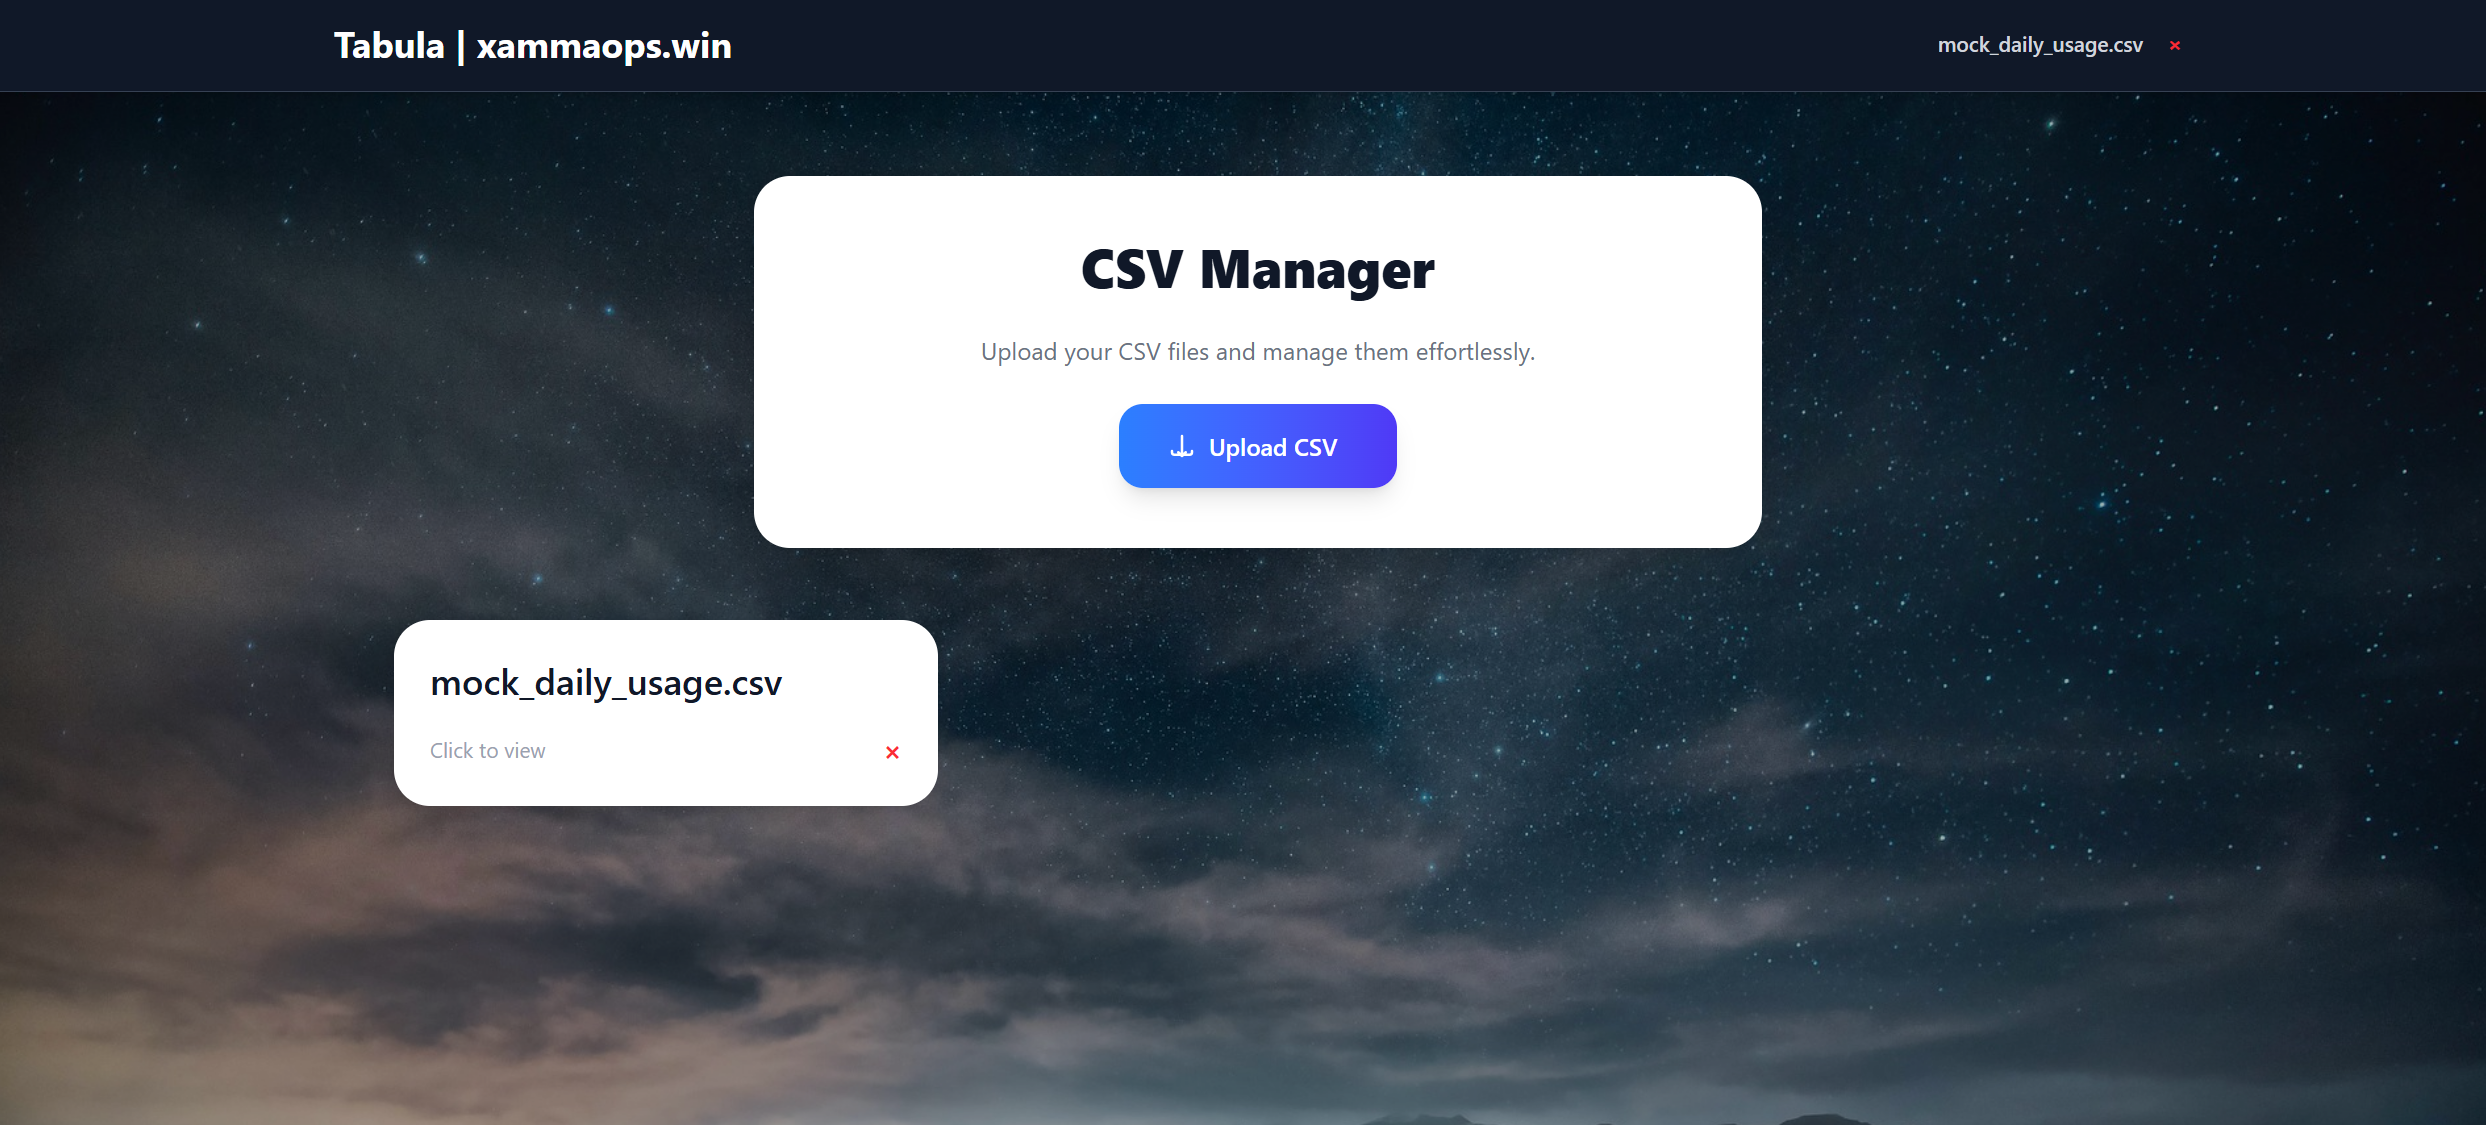 Tabula | xammaops.win
mock_daily_usage.csv ×
CSV Manager
Upload your CSV files and manage them effortlessly.
Upload CSV
mock_daily_usage.csv
Click to view ×